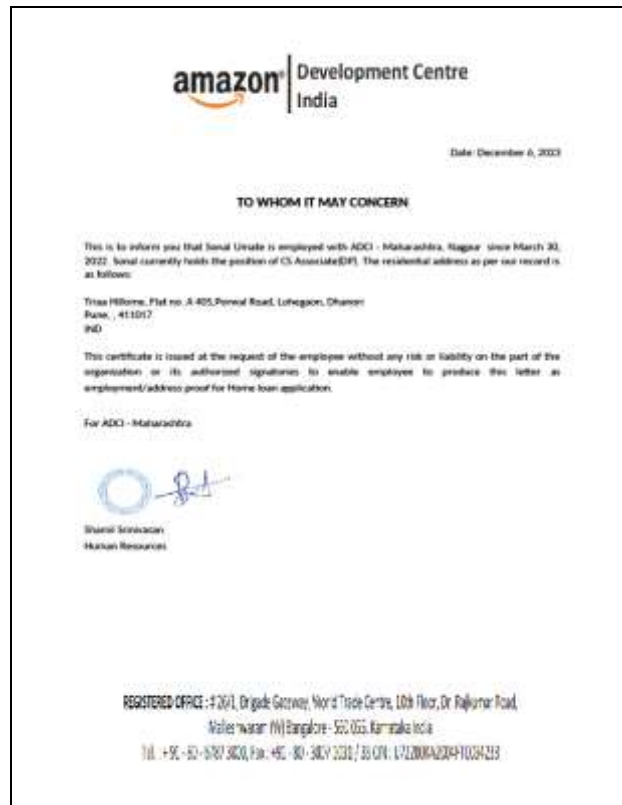 amazon
Development Centre
India
Date: December 6, 2023
TO WHOM IT MAY CONCERN
This is to inform you that Sonal Umate is employed with ADCI - Maharashtra, Nagpur since March 30,
2022. Sonal currently holds the position of CS Associate(DF). The residential address as per our record is
as follows:
Flat no. A 405,Porwal Road, Lohegaon, Dhanori
Pune, , 411017
IND
This certificate is issued at the request of the employee without any risk or liability on the part of the
organization or its authorized signatories to enable employee to produce this letter as
employment/address proof for Home loan application.
For ADCI - Maharashtra
Srinivasan
Human Resources
REGISTERED OFFICE : # 26/1, Brigade Gateway, World Trade Centre, 10th Floor, Dr. Rajkumar Road,
Malleshwaram (W) Bangalore - 560 055, Karnataka India